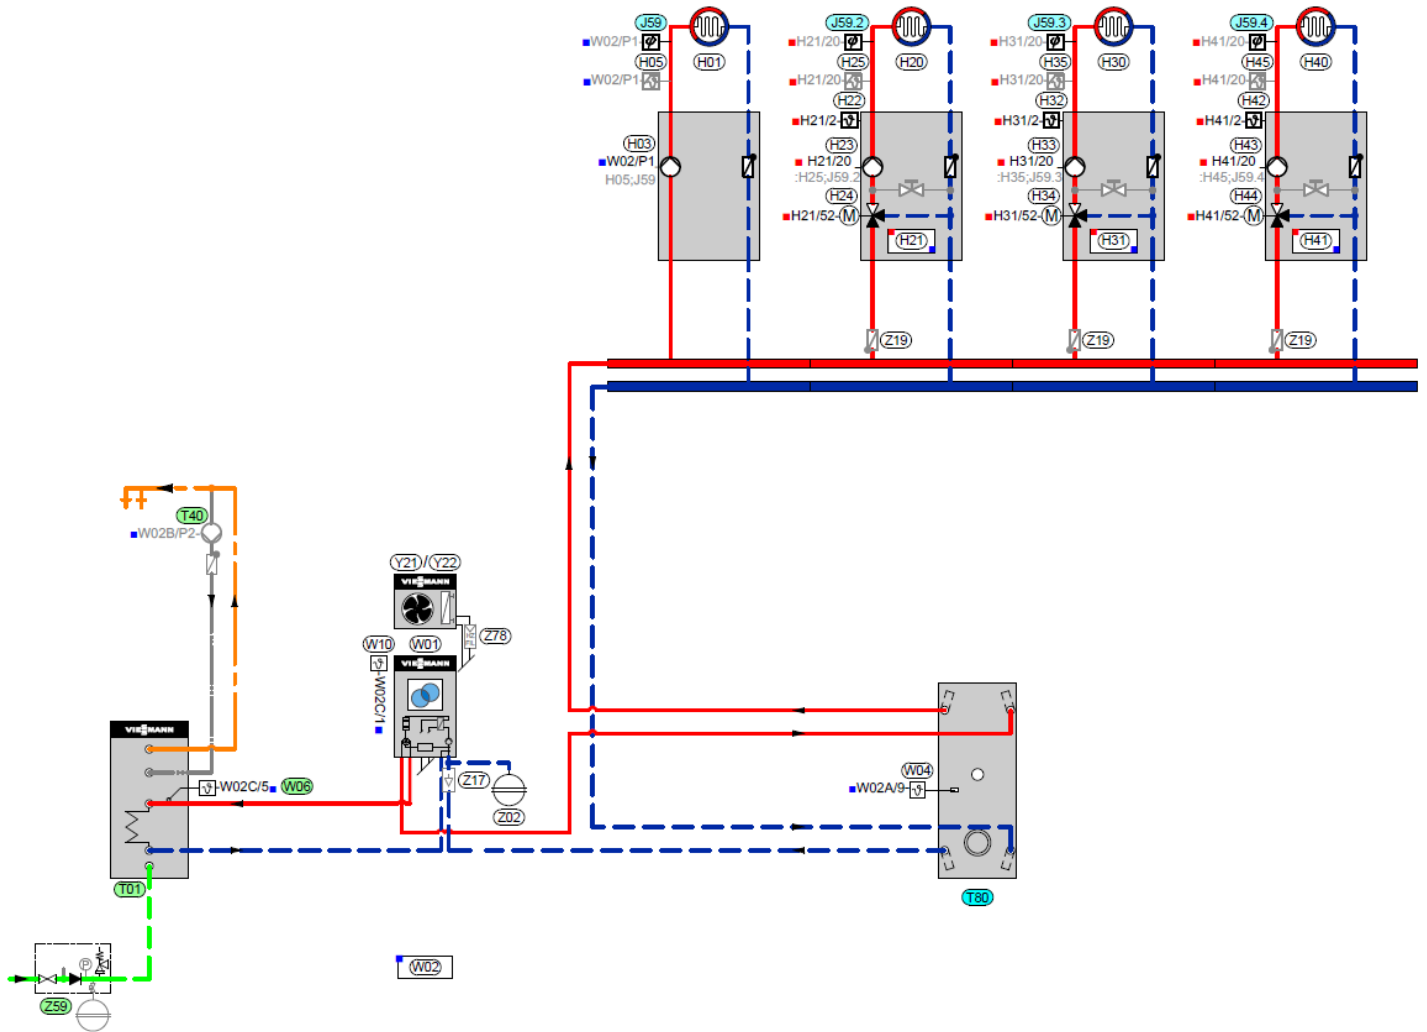 J59 J59.2 J59.3 J59.4
W02/P1 H21/20 H31/20 H41/20
H05 H01 H25 H20 H35 H30 H45 H40
W02/P1 H21/20 H31/20 H41/20
H22 H32 H42
H21/2 H31/2 H41/2
H03 H23 H33 H43
W02/P1 H21/20 H31/20 H41/20
H05;J59 :H25;J59.2 :H35;J59.3 :H45;J59.4
H24 H34 H44
H21/52 M H31/52 M H41/52 M
H21 H31 H41
Z19 Z19 Z19
T40
W02B/P2
Y21/Y22
VIESMANN
Z78
W10 W01
VIESMANN
W02C/1
VIESMANN
W04
Z17
W02C/5 W06
W02A/9
Z02
T01
T80
P
W02
Z59